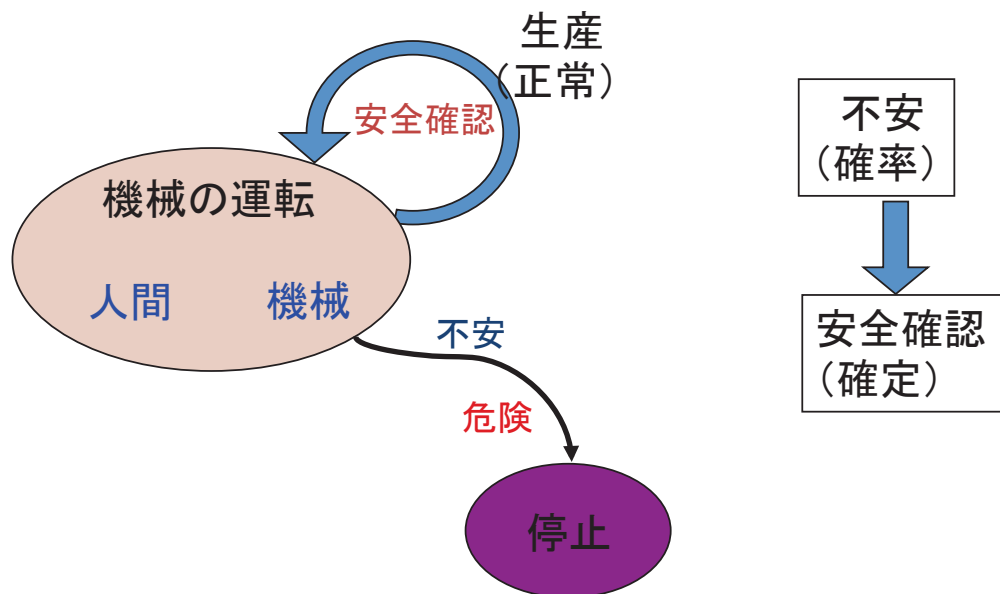 生産
（正常）
安全確認
機械の運転
人間 機械
不安
危険
停止
不安
（確率）
安全確認
（確定）